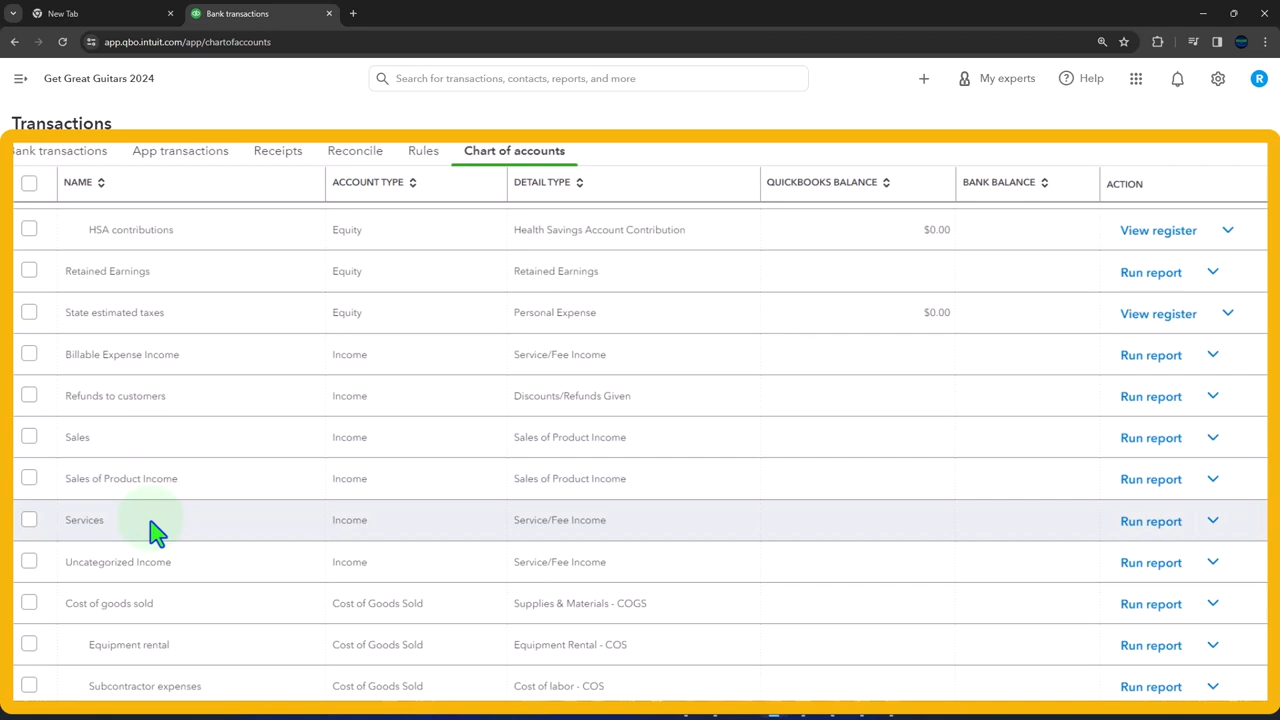 New Tab
Bank transactions
app.qbo.intuit.com/app/chartofaccounts
Get Great Guitars 2024
Search for transactions, contacts, reports, and more
My experts
Help
R
Transactions
ank transactions App transactions Receipts Reconcile Rules Chart of accounts
NAME ACCOUNT TYPE DETAIL TYPE QUICKBOOKS BALANCE BANK BALANCE ACTION
HSA contributions Equity Health Savings Account Contribution $0.00 View register
Retained Earnings Equity Retained Earnings Run report
State estimated taxes Equity Personal Expense $0.00 View register
Billable Expense Income Income Service/Fee Income Run report
Refunds to customers Income Discounts/Refunds Given Run report
Sales Income Sales of Product Income Run report
Sales of Product Income Income Sales of Product Income Run report
Services Income Service/Fee Income Run report
Uncategorized Income Income Service/Fee Income Run report
Cost of goods sold Cost of Goods Sold Supplies & Materials - COGS Run report
Equipment rental Cost of Goods Sold Equipment Rental - COS Run report
Subcontractor expenses Cost of Goods Sold Cost of labor - COS Run report